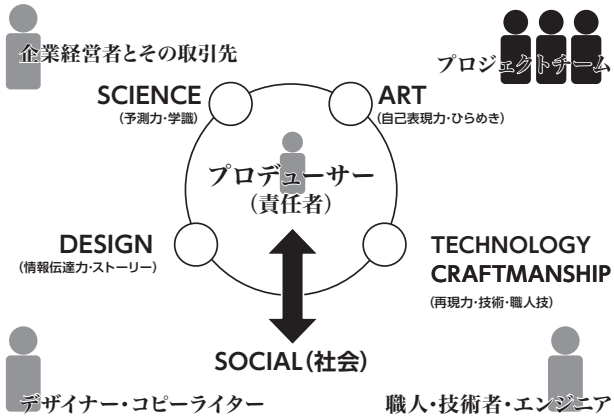 企業経営者とその取引先
プロジェクトチーム
SCIENCE
(予測力・学識)
ART
(自己表現力・ひらめき)
プロデューサー
(責任者)
DESIGN
(情報伝達力・ストーリー)
TECHNOLOGY
CRAFTMANSHIP
(再現力・技術・職人技)
SOCIAL(社会)
デザイナー・コピーライター
職人・技術者・エンジニア